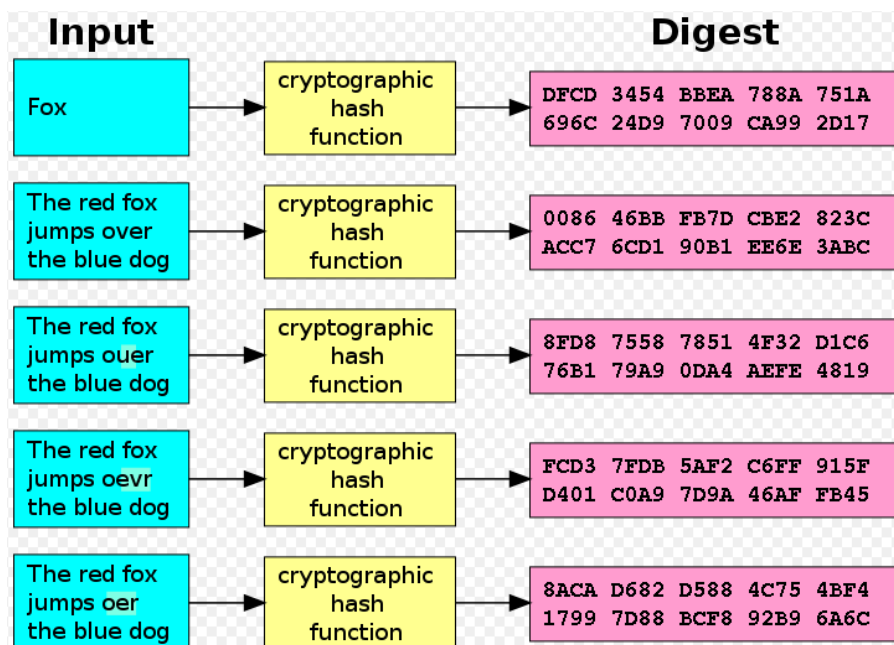 Input
Digest
Fox
cryptographic
hash
function
DFCD 3454 BBEA 788A 751A
696C 24D9 7009 CA99 2D17
The red fox
jumps over
the blue dog
cryptographic
hash
function
0086 46BB FB7D CBE2 823C
ACC7 6CD1 90B1 EE6E 3ABC
The red fox
jumps ouer
the blue dog
cryptographic
hash
function
8FD8 7558 7851 4F32 D1C6
76B1 79A9 0DA4 AEFE 4819
The red fox
jumps oevr
the blue dog
cryptographic
hash
function
FCD3 7FDB 5AF2 C6FF 915F
D401 C0A9 7D9A 46AF FB45
The red fox
jumps oer
the blue dog
cryptographic
hash
function
8ACA D682 D588 4C75 4BF4
1799 7D88 BCF8 92B9 6A6C